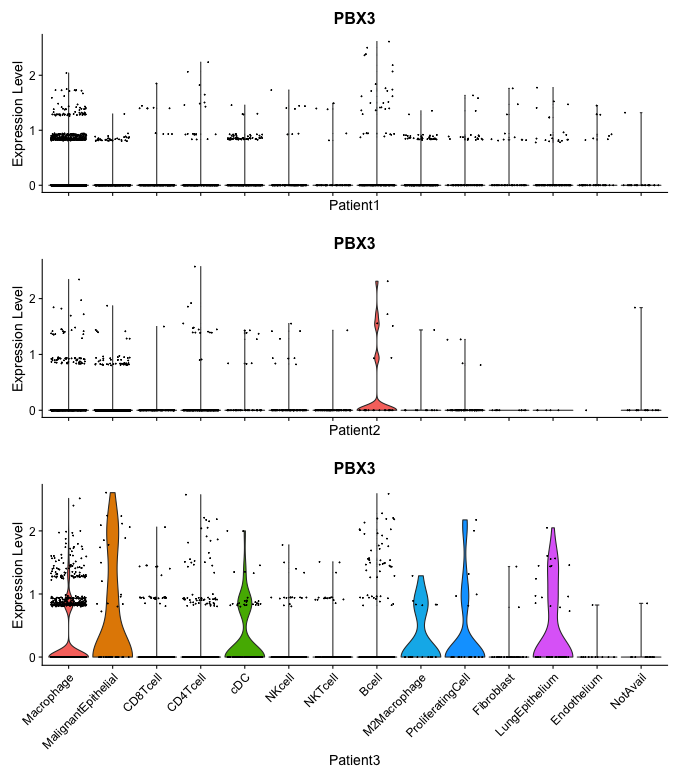 PBX3
Expression Level
2
1
0
Patient1
PBX3
Expression Level
2
1
0
Patient2
PBX3
Expression Level
2
1
0
Macrophage
MalignantEpithelial
CD8Tcell
CD4Tcell
cDC
NKcell
NKTcell
Bcell
M2Macrophage
ProliferatingCell
Fibroblast
LungEpithelium
Endothelium
NotAvail
Patient3